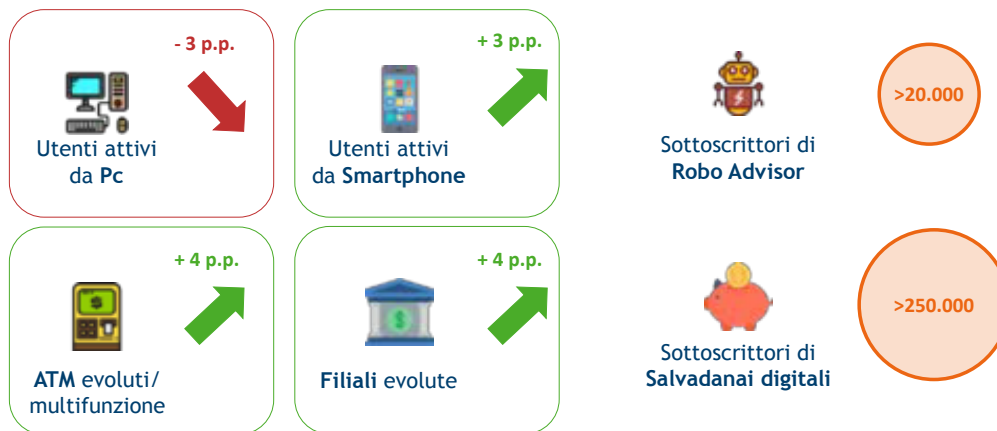 - 3 p.p.
Utenti attivi
da Pc
+ 3 p.p.
Utenti attivi
da Smartphone
Sottoscrittori di
Robo Advisor
>20.000
+ 4 p.p.
ATM evoluti/
multifunzione
+ 4 p.p.
Filiali evolute
Sottoscrittori di
Salvadanai digitali
>250.000